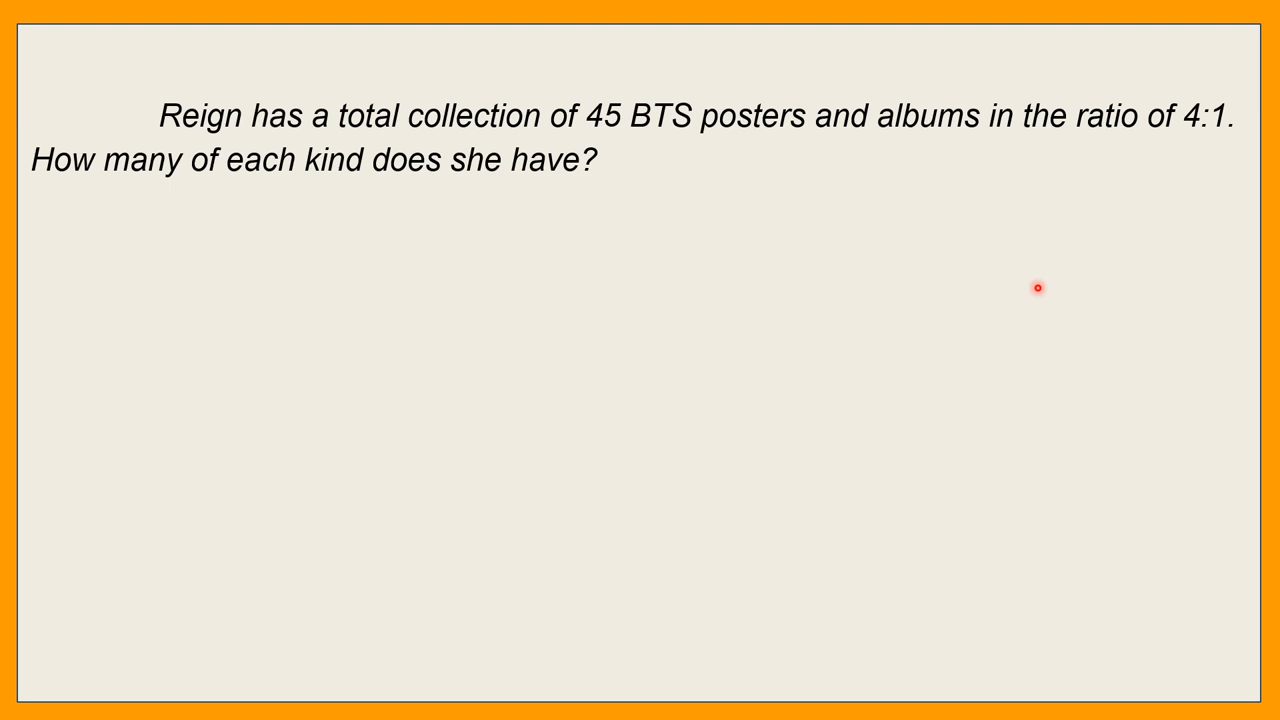 Reign has a total collection of 45 BTS posters and albums in the ratio of 4:1.
How many of each kind does she have?